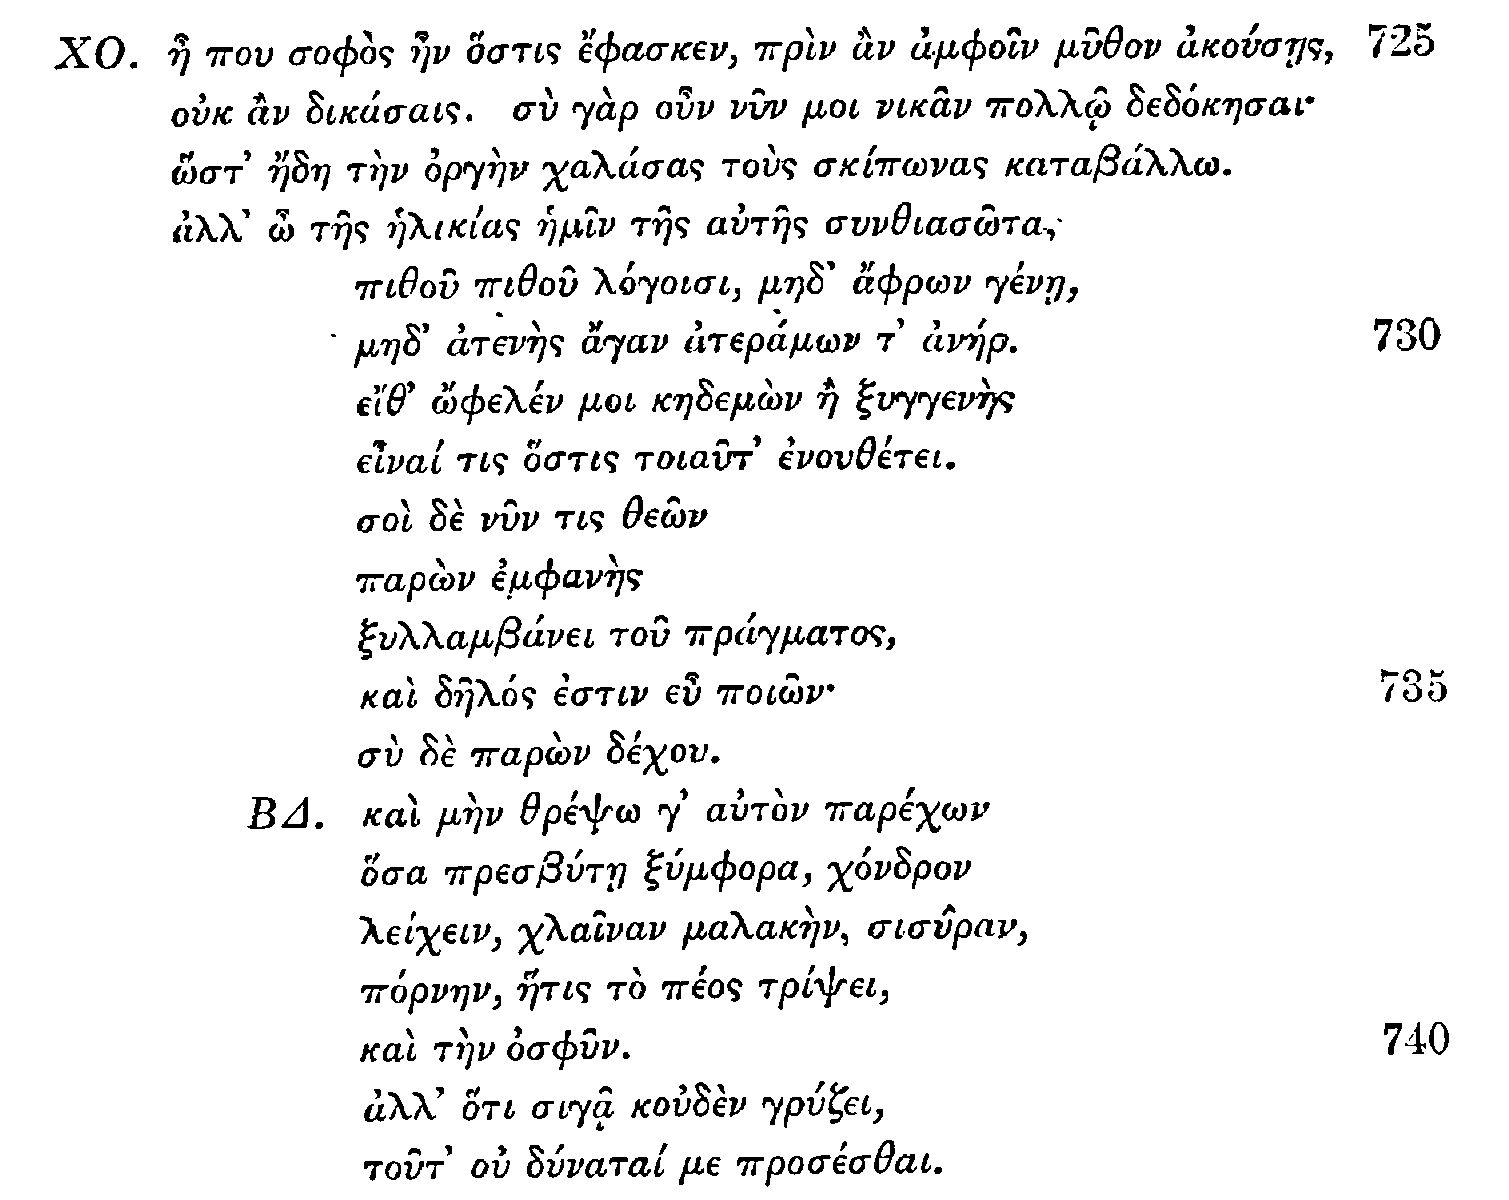 ΧΟ. ἦ που σοφὸς ἦν ὅστις ἔφασκεν, πρὶν ἂν ἀμφοῖν μῦθον ἀκούσῃς, 725
οὐκ ἂν δικάσαις. σὺ γὰρ οὖν νῦν μοι νικᾶν πολλῷ δεδόκησαι·
ὥστ’ ἤδη τὴν ὀργὴν χαλάσας τοὺς σκίπωνας καταβάλλω.
ἀλλ’ ὦ τῆς ἡλικίας ἡμῖν τῆς αὐτῆς συνθιασῶτα,
πιθοῦ πιθοῦ λόγοισι, μηδ’ ἄφρων γένῃ,
μηδ’ ἀτενὴς ἄγαν ἀτεράμων τ’ ἀνήρ. 730
εἴθ’ ὤφελέν μοι κηδεμὼν ἢ ξυγγενὴς
εἶναί τις ὅστις τοιαῦτ’ ἐνουθέτει.
σοὶ δὲ νῦν τις θεῶν
παρὼν ἐμφανὴς
ξυλλαμβάνει τοῦ πράγματος,
καὶ δῆλός ἐστιν εὖ ποιῶν· 735
σὺ δὲ παρὼν δέχου.
ΒΔ. καὶ μὴν θρέψω γ’ αὐτὸν παρέχων
ὅσα πρεσβύτῃ ξύμφορα, χόνδρον
λείχειν, χλαῖναν μαλακὴν, σισῦραν,
πόρνην, ἥτις τὸ πέος τρίψει,
καὶ τὴν ὀσφῦν. 740
ἀλλ’ ὅτι σιγᾷ κοὐδὲν γρύζει,
τοῦτ’ οὐ δύναταί με προσέσθαι.